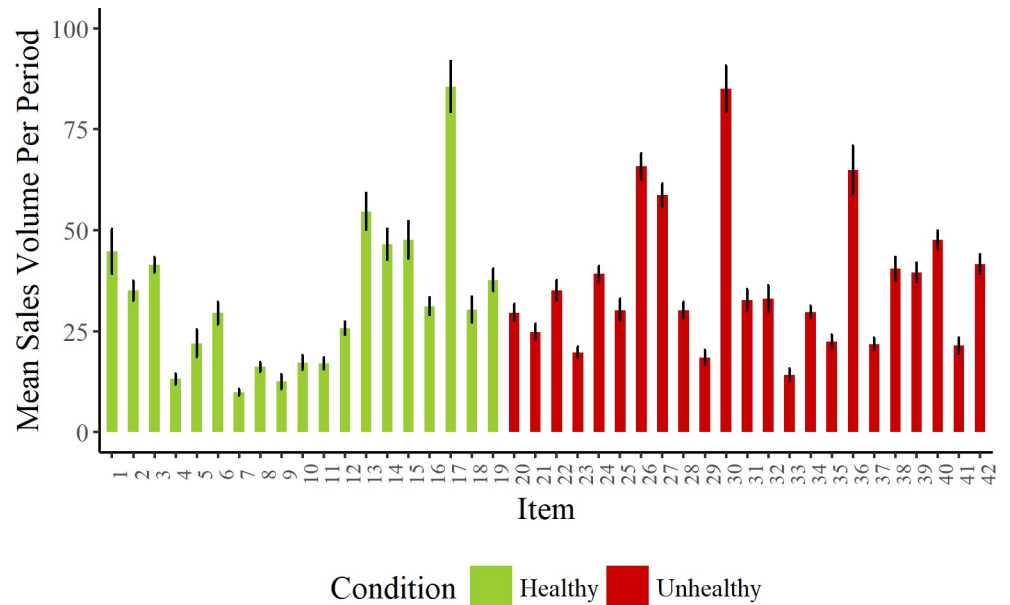 Mean Sales Volume Per Period
100
75
50
25
0
1 2 3 4 5 6 7 8 9 10 11 12 13 14 15 16 17 18 19 20 21 22 23 24 25 26 27 28 29 30 31 32 33 34 35 36 37 38 39 40 41 42
Item
Condition Healthy Unhealthy